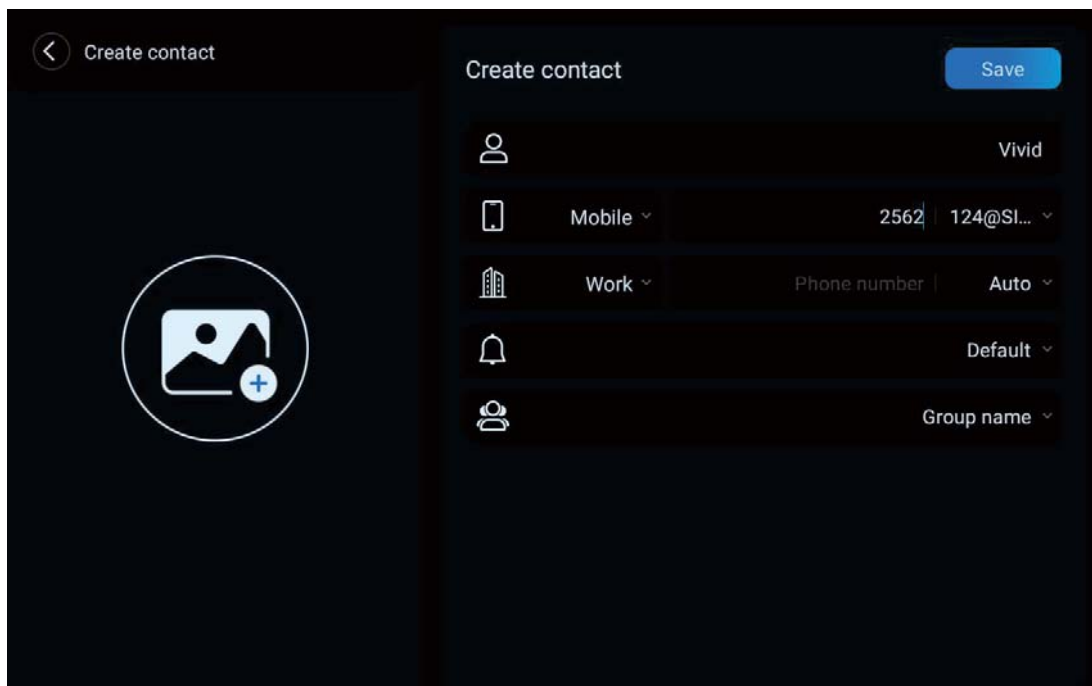 Create contact
Create contact
Save
Vivid
Mobile 2562 124@SI...
Work Phone number Auto
Default
Group name